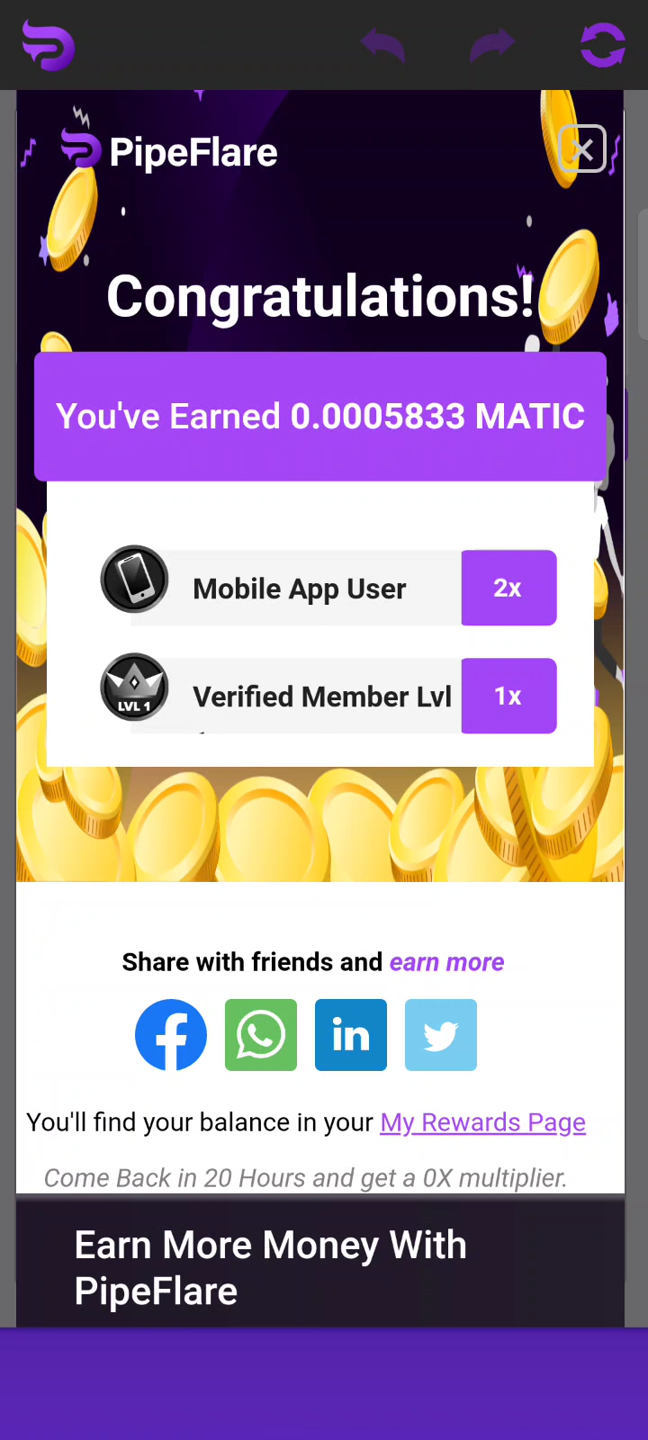 PipeFlare
Congratulations!
You've Earned 0.0005833 MATIC
Mobile App User 2x
LVL 1
Verified Member Lvl 1x
Share with friends and earn more
in
You'll find your balance in your My Rewards Page
Come Back in 20 Hours and get a 0X multiplier.
Earn More Money With
PipeFlare